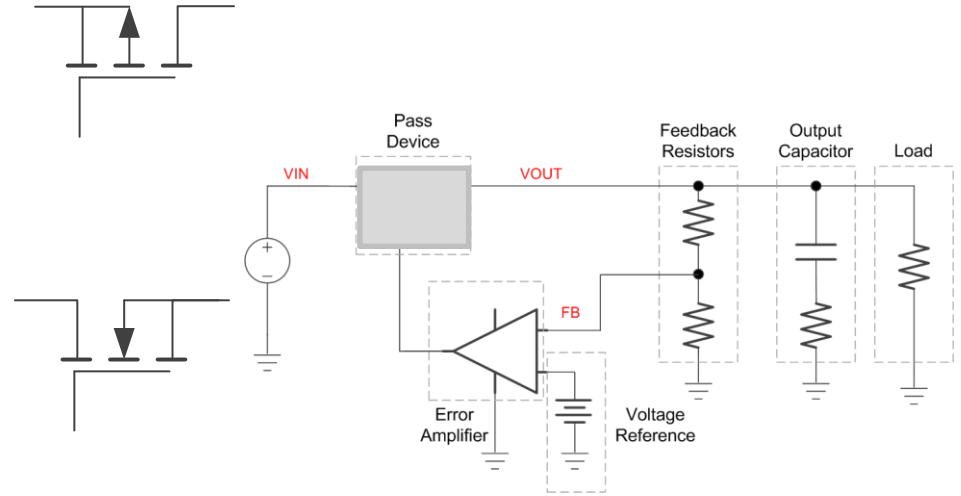 Pass
Device
Feedback
Resistors
Output
Capacitor
Load
VIN
VOUT
+
−
FB
Error
Amplifier
Voltage
Reference